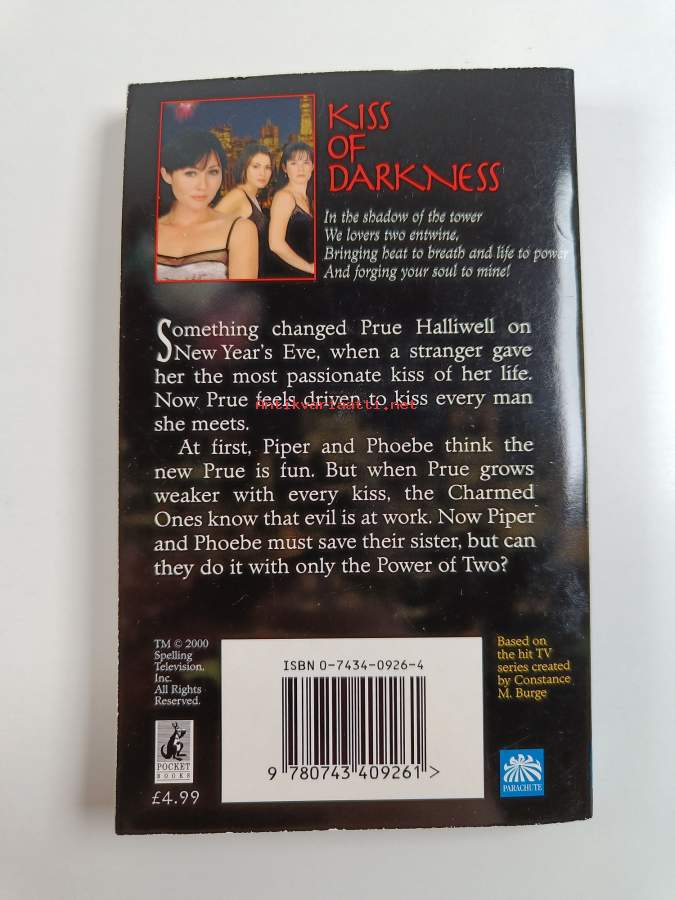 KISS
OF
DARKNESS
In the shadow of the tower
We lovers two entwine,
Bringing heat to breath and life to power
And forging your soul to mine!
Something changed Prue Halliwell on
New Year's Eve, when a stranger gave
her the most passionate kiss of her life.
Now Prue feels driven to kiss every man
Antikvariaatti.net
she meets.
At first, Piper and Phoebe think the
new Prue is fun. But when Prue grows
weaker with every kiss, the Charmed
Ones know that evil is at work. Now Piper
and Phoebe must save their sister, but can
they do it with only the Power of Two?
TM © 2000
Spelling
Television,
Inc.
All Rights
Reserved.
POCKET
BOOKS
£4.99
ISBN 0-7434-0926-4
9 780743 409261 >
Based on
the hit TV
series created
by Constance
M. Burge
PARACHUTE